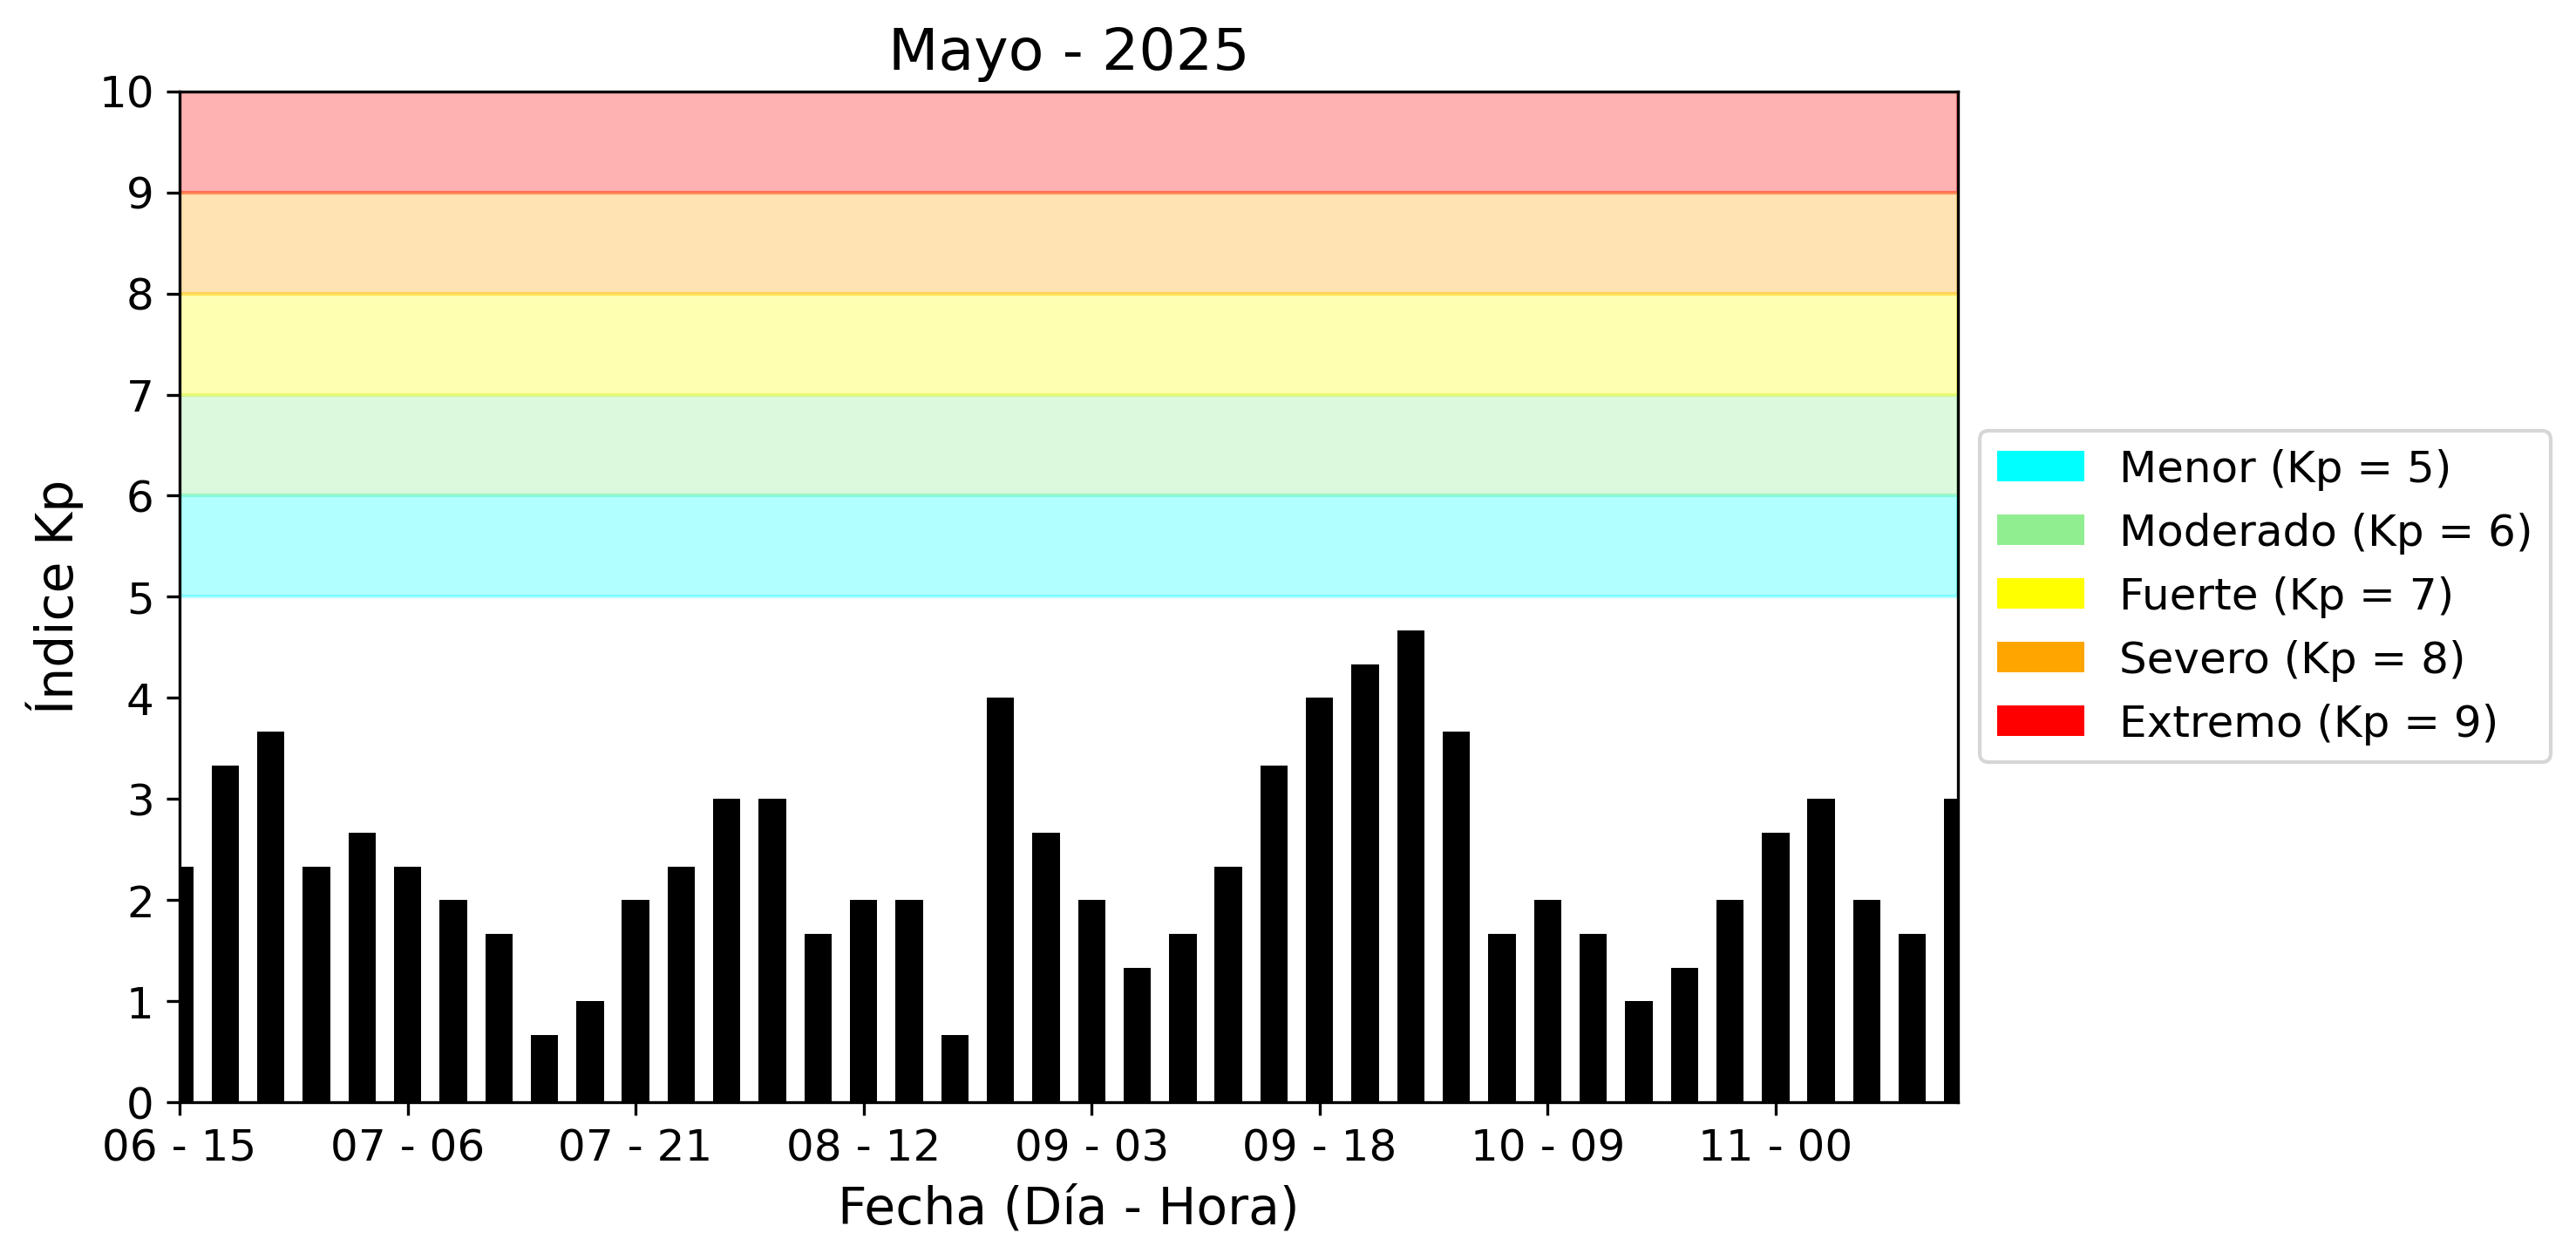 Mayo - 2025
10
9
8
7
6
5
4
3
2
1
0
Índice Kp
06 - 15 07 - 06 07 - 21 08 - 12 09 - 03 09 - 18 10 - 09 11 - 00
Fecha (Día - Hora)
Menor (Kp = 5)
Moderado (Kp = 6)
Fuerte (Kp = 7)
Severo (Kp = 8)
Extremo (Kp = 9)